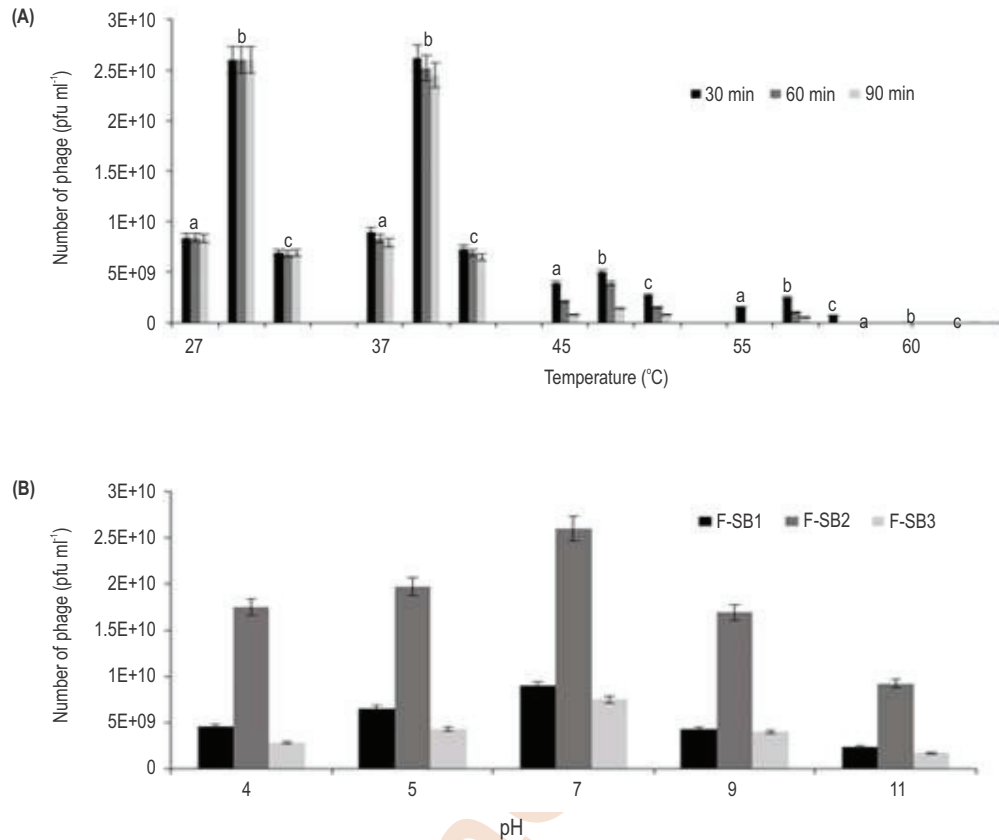 (A)
3E+10
2.5E+10
2E+10
1.5E+10
1E+10
5E+09
0
Number of phage (pfu ml⁻¹)
30 min 60 min 90 min
a b c a b c a b c a b c a b c
27 37 45 55 60
Temperature (°C)
(B)
3E+10
2.5E+10
2E+10
1.5E+10
1E+10
5E+09
0
Number of phage (pfu ml⁻¹)
F-SB1 F-SB2 F-SB3
4 5 7 9 11
pH